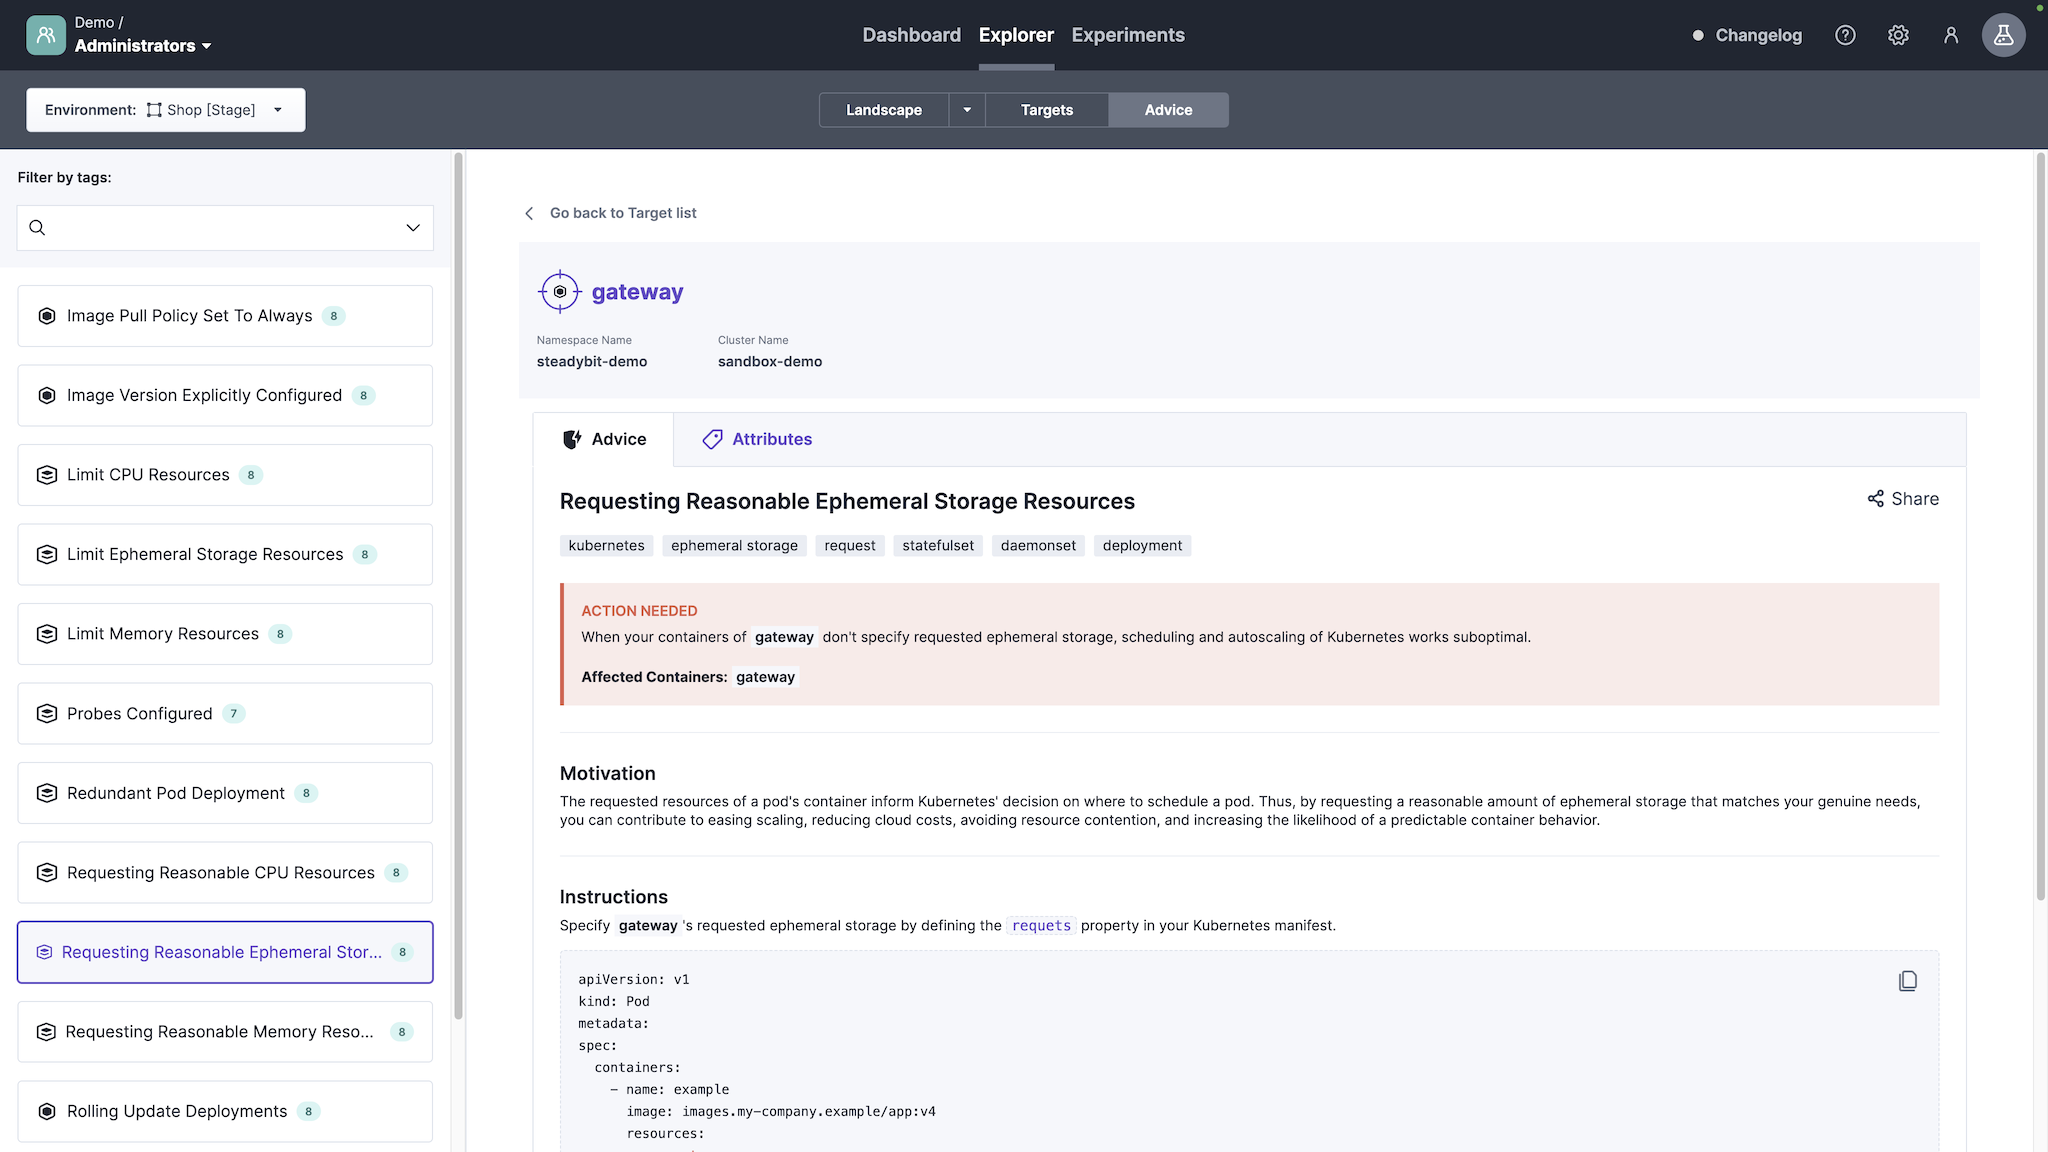 Demo /
Administrators
Dashboard Explorer Experiments
Changelog
Environment: Shop [Stage]
Landscape Targets Advice
Filter by tags:
Image Pull Policy Set To Always 8
Image Version Explicitly Configured 8
Limit CPU Resources 8
Limit Ephemeral Storage Resources 8
Limit Memory Resources 8
Probes Configured 7
Redundant Pod Deployment 8
Requesting Reasonable CPU Resources 8
Requesting Reasonable Ephemeral Stor... 8
Requesting Reasonable Memory Reso... 8
Rolling Update Deployments 8
Go back to Target list
gateway
Namespace Name Cluster Name
steadybit-demo sandbox-demo
Advice Attributes
Requesting Reasonable Ephemeral Storage Resources
Share
kubernetes ephemeral storage request statefulset daemonset deployment
ACTION NEEDED
When your containers of gateway don't specify requested ephemeral storage, scheduling and autoscaling of Kubernetes works suboptimal.
Affected Containers: gateway
Motivation
The requested resources of a pod's container inform Kubernetes' decision on where to schedule a pod. Thus, by requesting a reasonable amount of ephemeral storage that matches your genuine needs,
you can contribute to easing scaling, reducing cloud costs, avoiding resource contention, and increasing the likelihood of a predictable container behavior.
Instructions
Specify gateway 's requested ephemeral storage by defining the requets property in your Kubernetes manifest.
apiVersion: v1
kind: Pod
metadata:
spec:
containers:
- name: example
image: images.my-company.example/app:v4
resources: